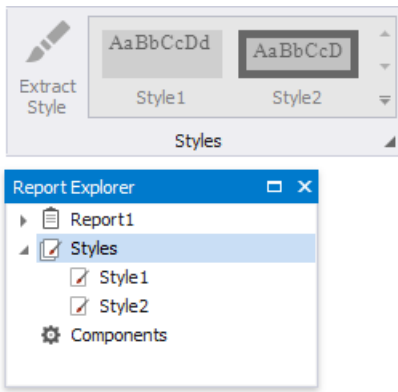 Extract
Style
AaBbCcDd
Style1
AaBbCcD
Style2
Styles
Report Explorer
Report1
Styles
Style1
Style2
Components